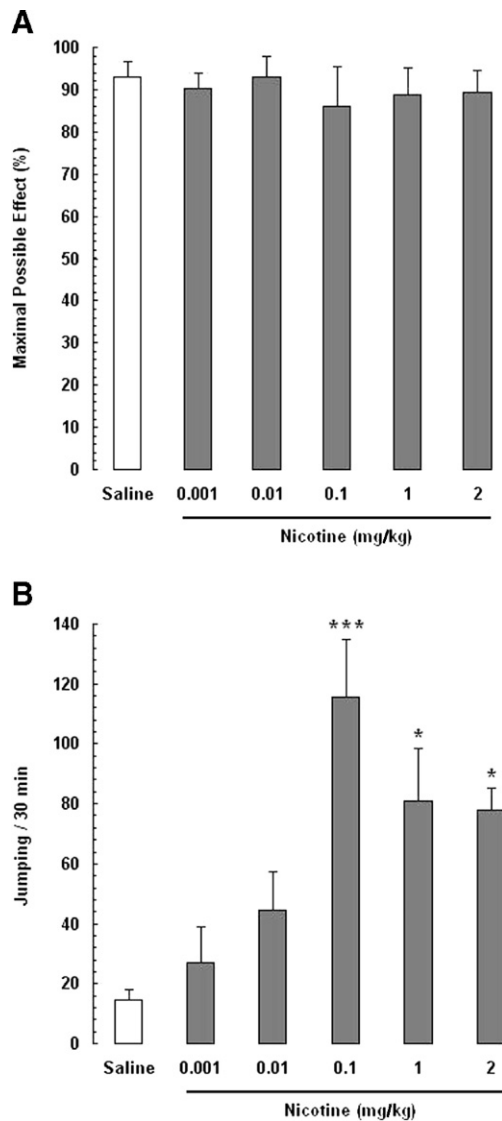 A
Maximal Possible Effect (%)
100
90
80
70
60
50
40
30
20
10
0
Saline 0.001 0.01 0.1 1 2
Nicotine (mg/kg)
B
Jumping / 30 min
140
120
100
80
60
40
20
0
***
*
*
Saline 0.001 0.01 0.1 1 2
Nicotine (mg/kg)